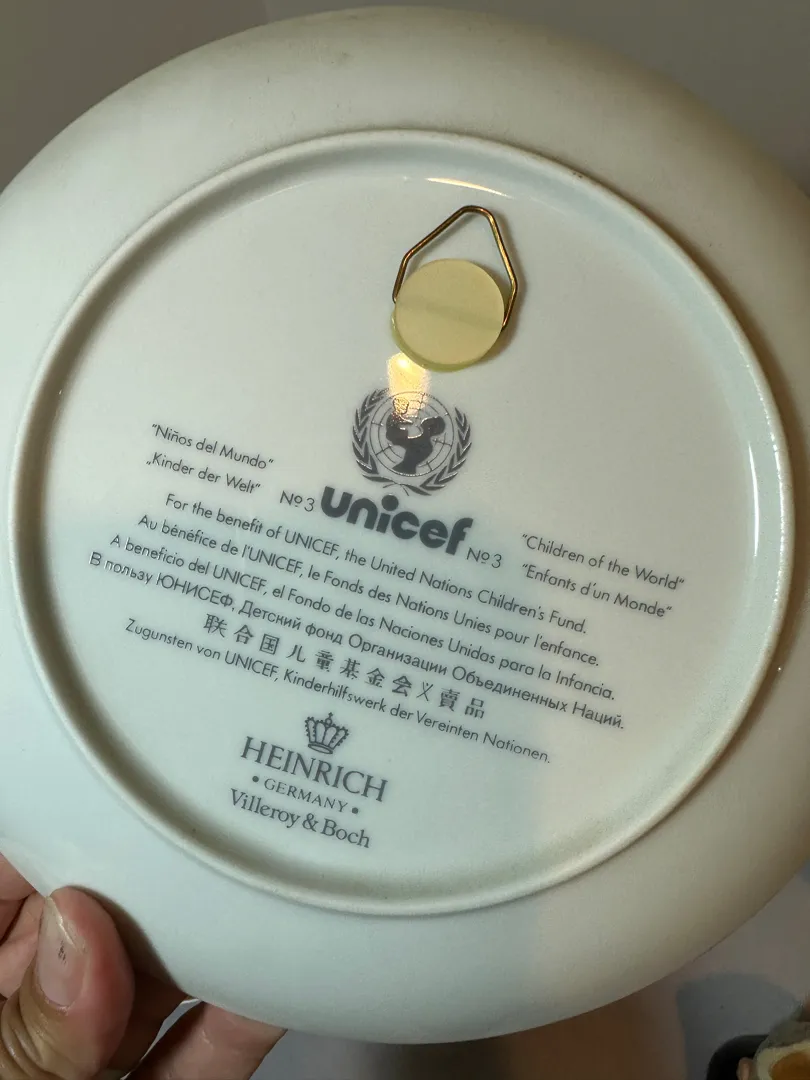 "Niños del Mundo"
„Kinder der Welt"
Nº3
unicef
Nº3
"Children of the World"
"Enfants d'un Monde"
For the benefit of UNICEF, the United Nations Children's Fund.
Au bénéfice de l'UNICEF, le Fonds des Nations Unies pour l'enfance.
A beneficio del UNICEF, el Fondo de las Naciones Unidas para la Infancia.
В пользу ЮНИСЕФ, Детский фонд Организации Объединенных Наций.
联合国儿童基金会义賣品
Zugunsten von UNICEF, Kinderhilfswerk der Vereinten Nationen.
HEINRICH
• GERMANY •
Villeroy & Boch